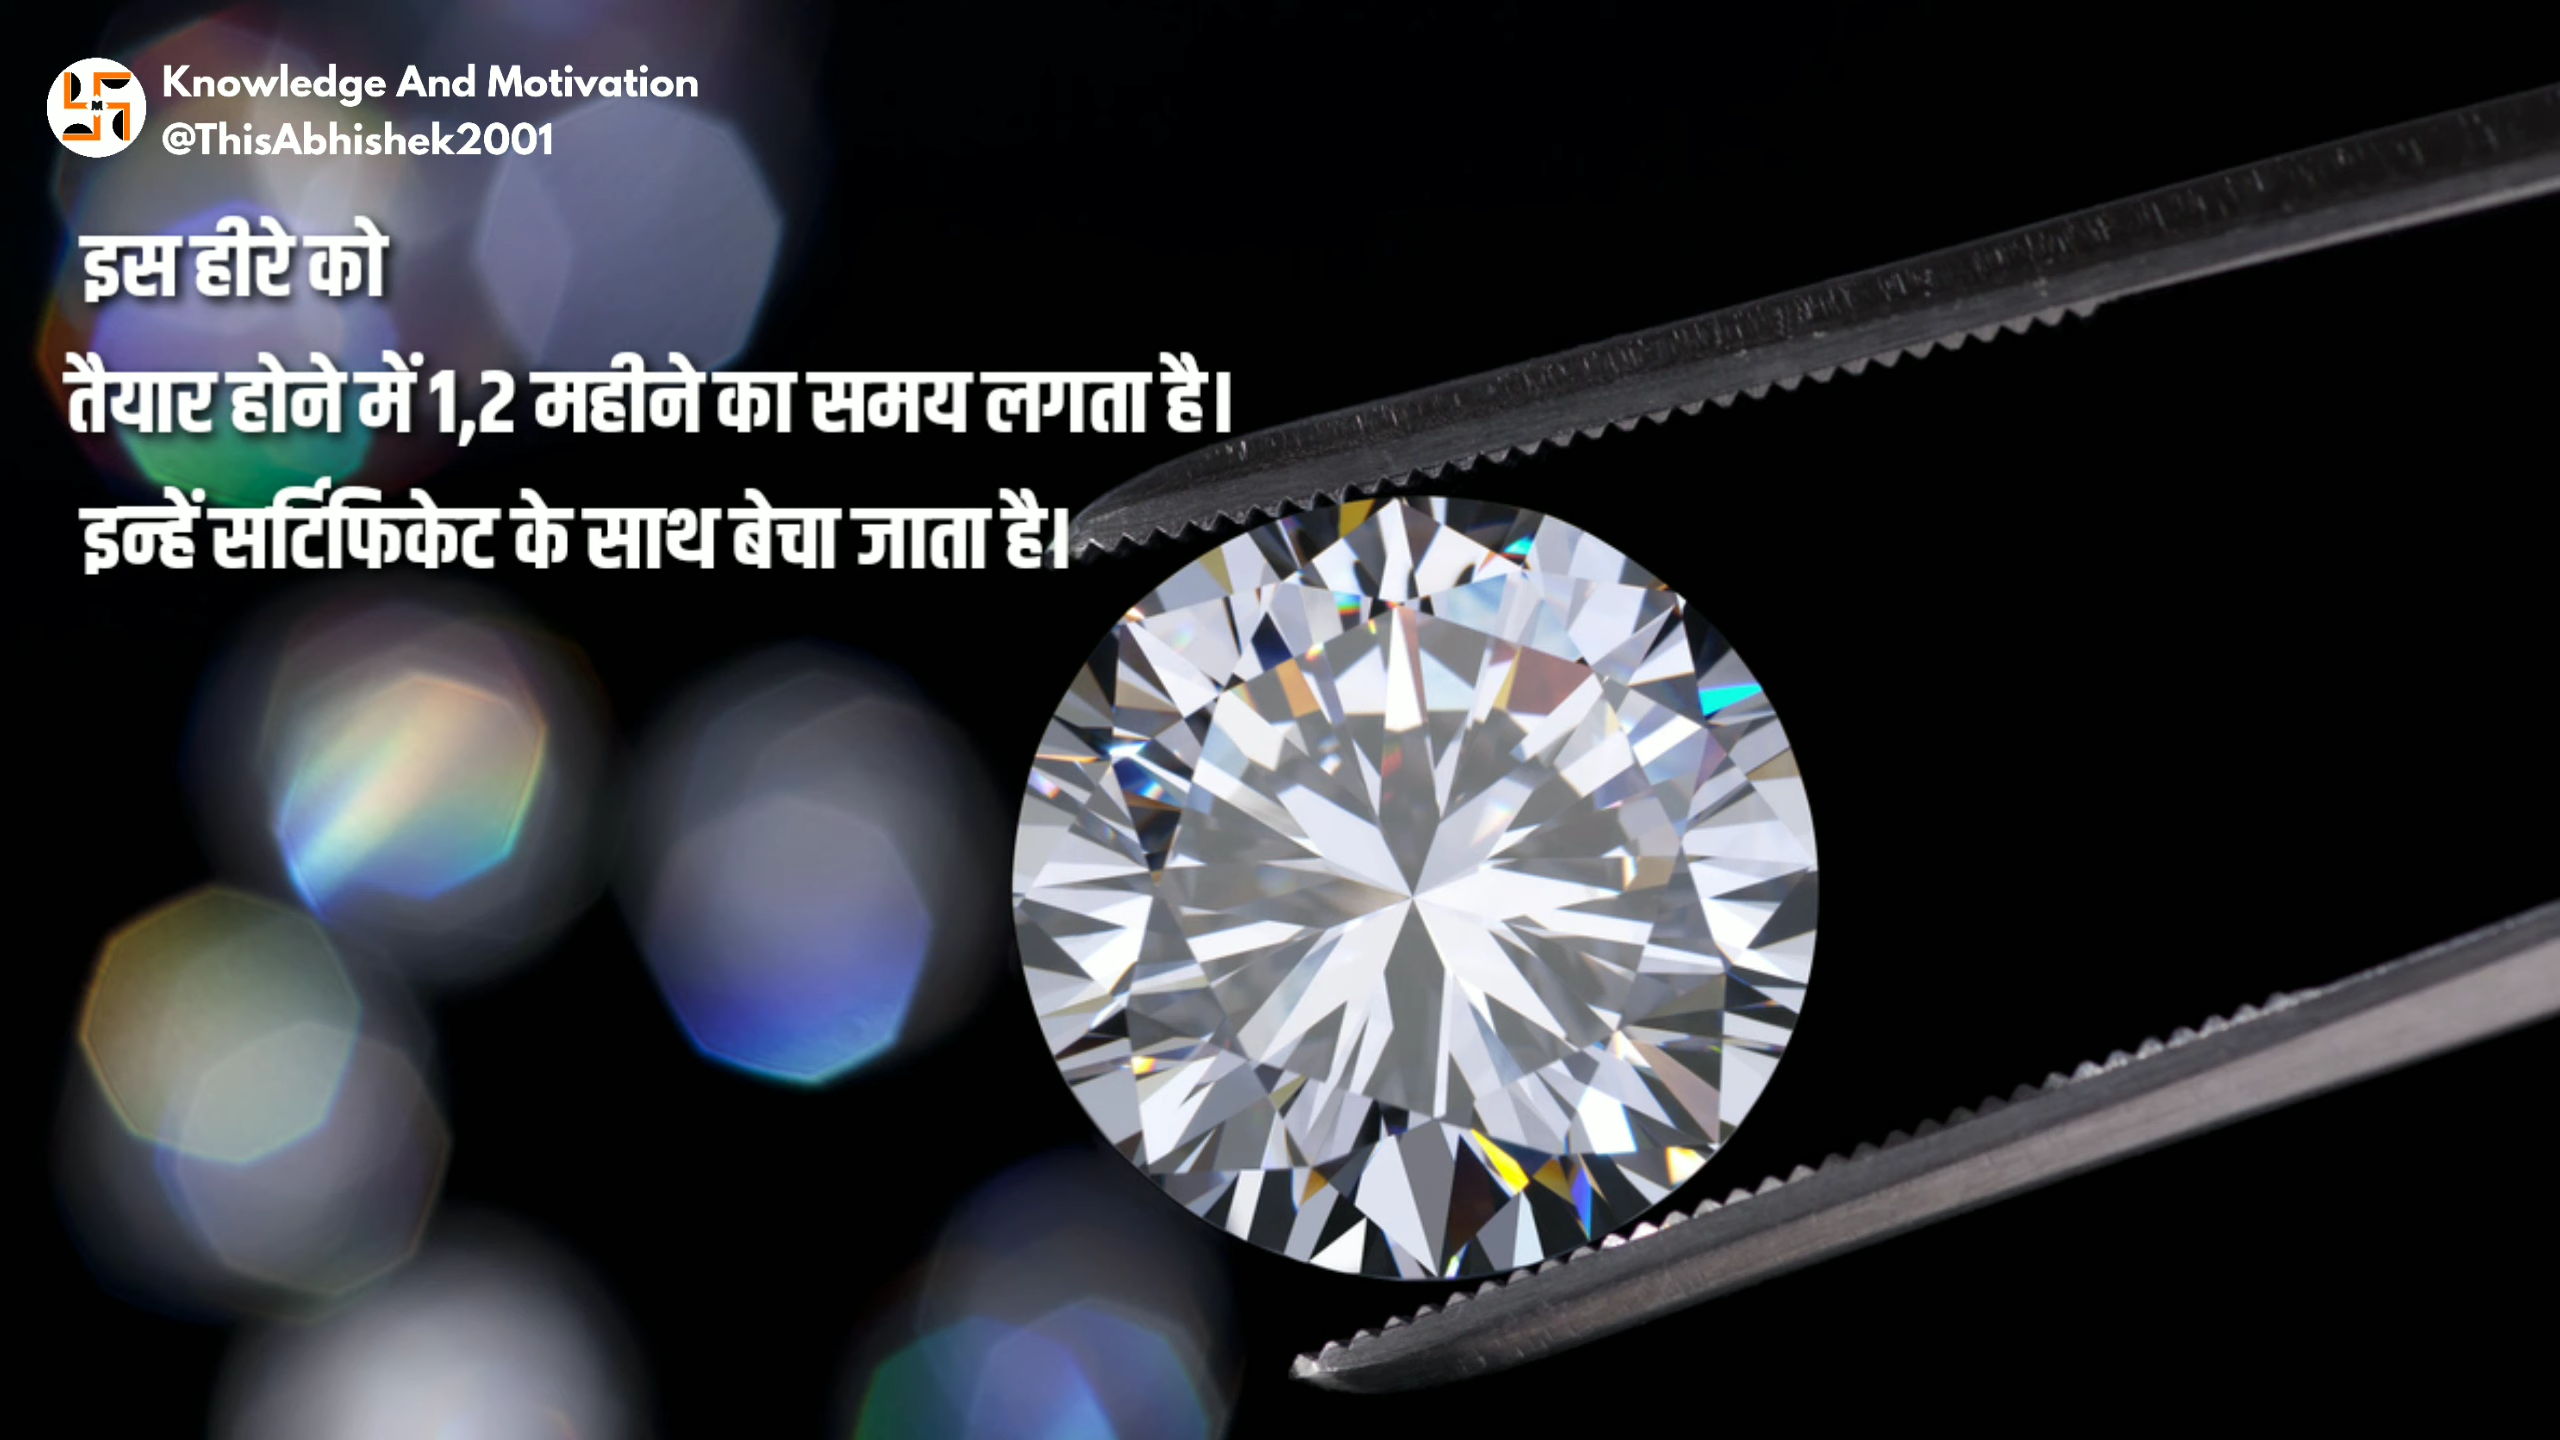 Knowledge And Motivation
@ThisAbhishek2001
इस हीरे को
तैयार होने में 1,2 महीने का समय लगता है।
इन्हें सर्टिफिकेट के साथ बेचा जाता है।